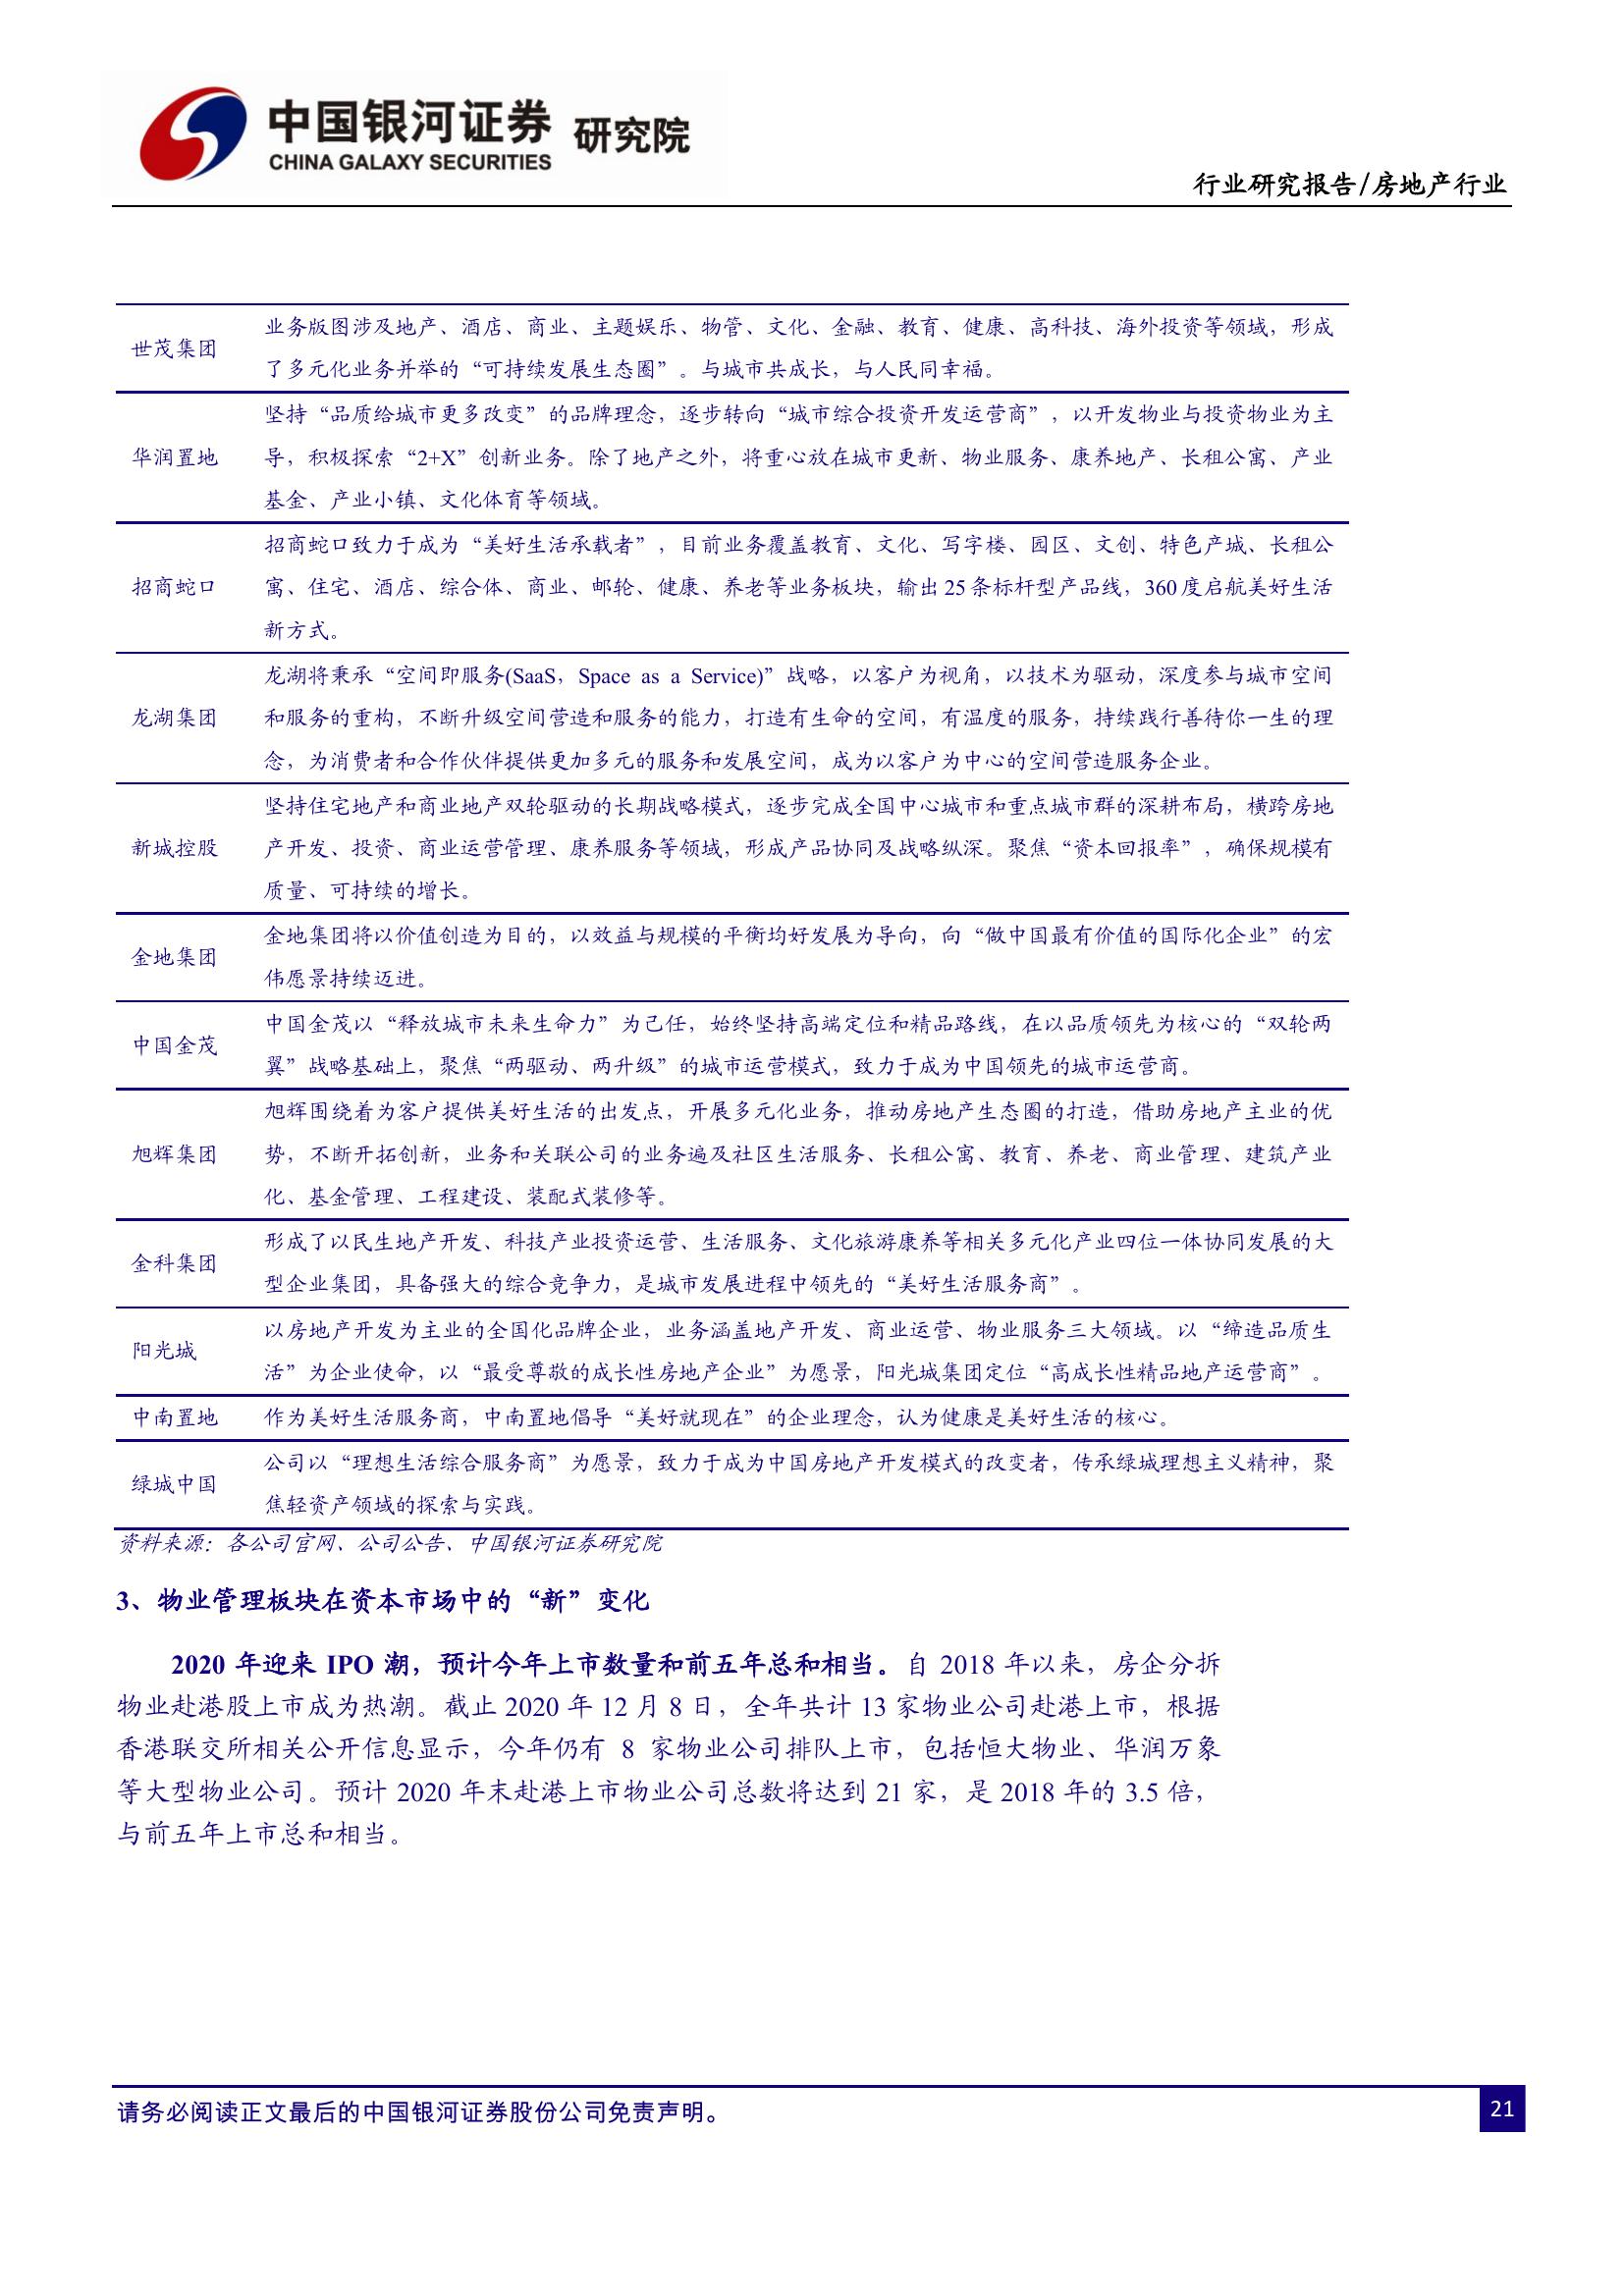 中国银河证券 研究院
CHINA GALAXY SECURITIES
行业研究报告/房地产行业
世茂集团
业务版图涉及地产、酒店、商业、主题娱乐、物管、文化、金融、教育、健康、高科技、海外投资等领域，形成
了多元化业务并举的“可持续发展生态圈”。与城市共成长，与人民同幸福。
华润置地
坚持“品质给城市更多改变”的品牌理念，逐步转向“城市综合投资开发运营商”，以开发物业与投资物业为主
导，积极探索“2+X”创新业务。除了地产之外，将重心放在城市更新、物业服务、康养地产、长租公寓、产业
基金、产业小镇、文化体育等领域。
招商蛇口
招商蛇口致力于成为“美好生活承载者”，目前业务覆盖教育、文化、写字楼、园区、文创、特色产城、长租公
寓、住宅、酒店、综合体、商业、邮轮、健康、养老等业务板块，输出 25 条标杆型产品线，360 度启航美好生活
新方式。
龙湖集团
龙湖将秉承“空间即服务(SaaS，Space as a Service)”战略，以客户为视角，以技术为驱动，深度参与城市空间
和服务的重构，不断升级空间营造和服务的能力，打造有生命的空间，有温度的服务，持续践行善待你一生的理
念，为消费者和合作伙伴提供更加多元的服务和发展空间，成为以客户为中心的空间营造服务企业。
新城控股
坚持住宅地产和商业地产双轮驱动的长期战略模式，逐步完成全国中心城市和重点城市群的深耕布局，横跨房地
产开发、投资、商业运营管理、康养服务等领域，形成产品协同及战略纵深。聚焦“资本回报率”，确保规模有
质量、可持续的增长。
金地集团
金地集团将以价值创造为目的，以效益与规模的平衡均好发展为导向，向“做中国最有价值的国际化企业”的宏
伟愿景持续迈进。
中国金茂
中国金茂以“释放城市未来生命力”为己任，始终坚持高端定位和精品路线，在以品质领先为核心的“双轮两
翼”战略基础上，聚焦“两驱动、两升级”的城市运营模式，致力于成为中国领先的城市运营商。
旭辉集团
旭辉围绕着为客户提供美好生活的出发点，开展多元化业务，推动房地产生态圈的打造，借助房地产主业的优
势，不断开拓创新，业务和关联公司的业务遍及社区生活服务、长租公寓、教育、养老、商业管理、建筑产业
化、基金管理、工程建设、装配式装修等。
金科集团
形成了以民生地产开发、科技产业投资运营、生活服务、文化旅游康养等相关多元化产业四位一体协同发展的大
型企业集团，具备强大的综合竞争力，是城市发展进程中领先的“美好生活服务商”。
阳光城
以房地产开发为主业的全国化品牌企业，业务涵盖地产开发、商业运营、物业服务三大领域。以“缔造品质生
活”为企业使命，以“最受尊敬的成长性房地产企业”为愿景，阳光城集团定位“高成长性精品地产运营商”。
中南置地
作为美好生活服务商，中南置地倡导“美好就现在”的企业理念，认为健康是美好生活的核心。
绿城中国
公司以“理想生活综合服务商”为愿景，致力于成为中国房地产开发模式的改变者，传承绿城理想主义精神，聚
焦轻资产领域的探索与实践。
资料来源：各公司官网、公司公告、中国银河证券研究院
3、物业管理板块在资本市场中的“新”变化
2020 年迎来 IPO 潮，预计今年上市数量和前五年总和相当。自 2018 年以来，房企分拆
物业赴港股上市成为热潮。截止 2020 年 12 月 8 日，全年共计 13 家物业公司赴港上市，根据
香港联交所相关公开信息显示，今年仍有 8 家物业公司排队上市，包括恒大物业、华润万象
等大型物业公司。预计 2020 年末赴港上市物业公司总数将达到 21 家，是 2018 年的 3.5 倍，
与前五年上市总和相当。
请务必阅读正文最后的中国银河证券股份公司免责声明。
21